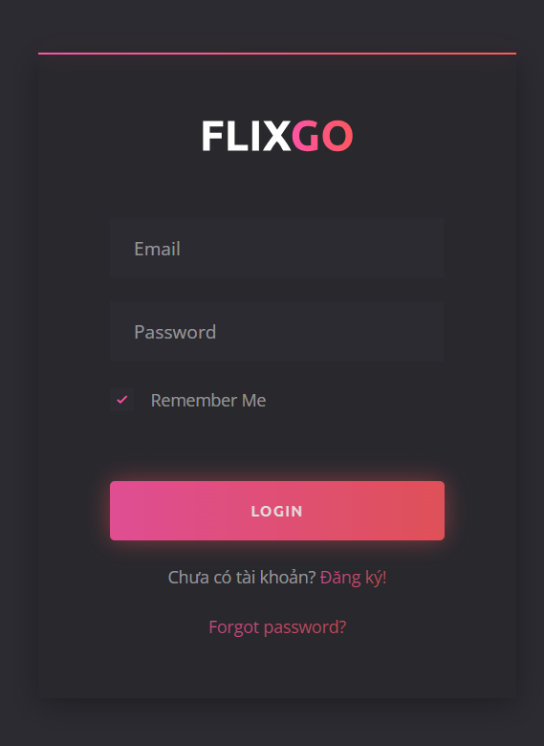 FLIXGO
Email
Password
Remember Me
LOGIN
Chưa có tài khoản? Đăng ký!
Forgot password?